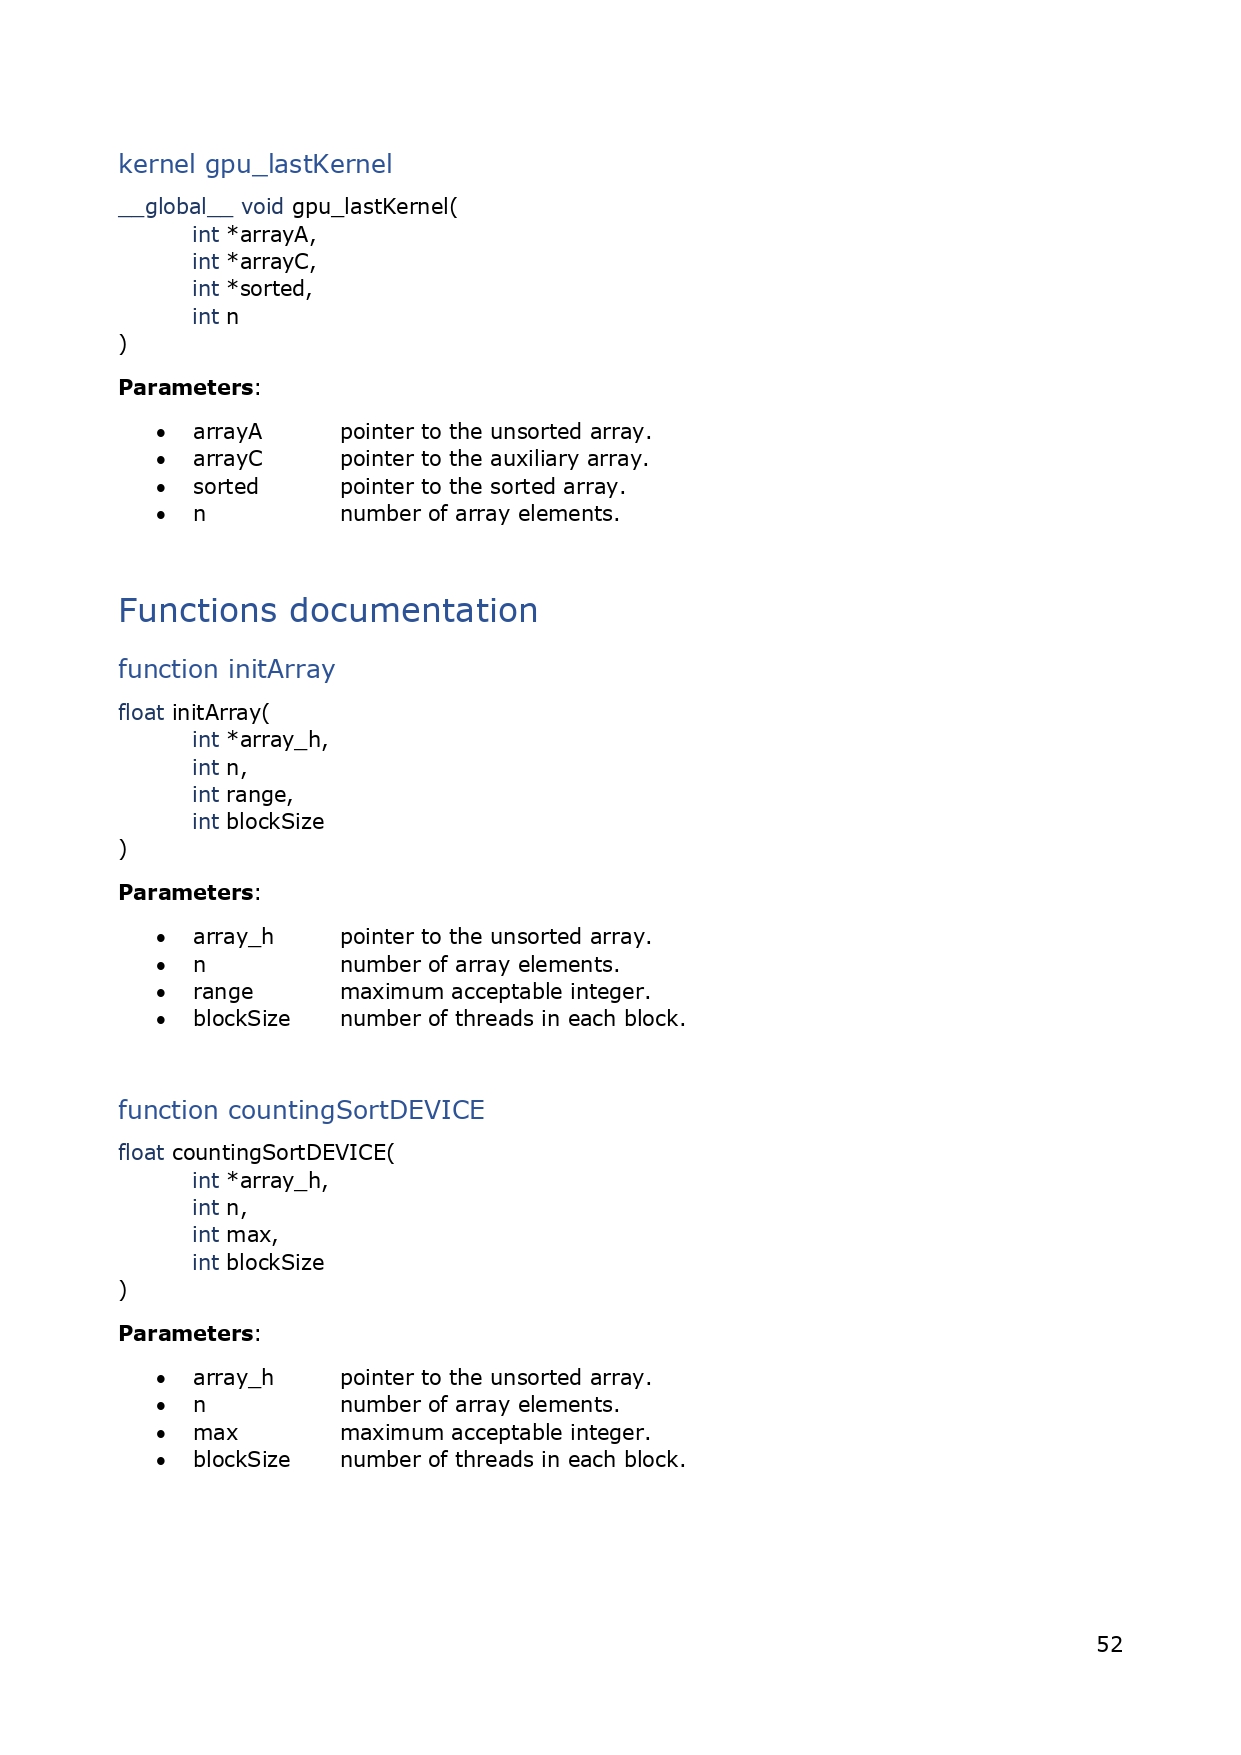 kernel gpu_lastKernel
__global__ void gpu_lastKernel(
int *arrayA,
int *arrayC,
int *sorted,
int n
)
Parameters:
• arrayA pointer to the unsorted array.
• arrayC pointer to the auxiliary array.
• sorted pointer to the sorted array.
• n number of array elements.
Functions documentation
function initArray
float initArray(
int *array_h,
int n,
int range,
int blockSize
)
Parameters:
• array_h pointer to the unsorted array.
• n number of array elements.
• range maximum acceptable integer.
• blockSize number of threads in each block.
function countingSortDEVICE
float countingSortDEVICE(
int *array_h,
int n,
int max,
int blockSize
)
Parameters:
• array_h pointer to the unsorted array.
• n number of array elements.
• max maximum acceptable integer.
• blockSize number of threads in each block.
52